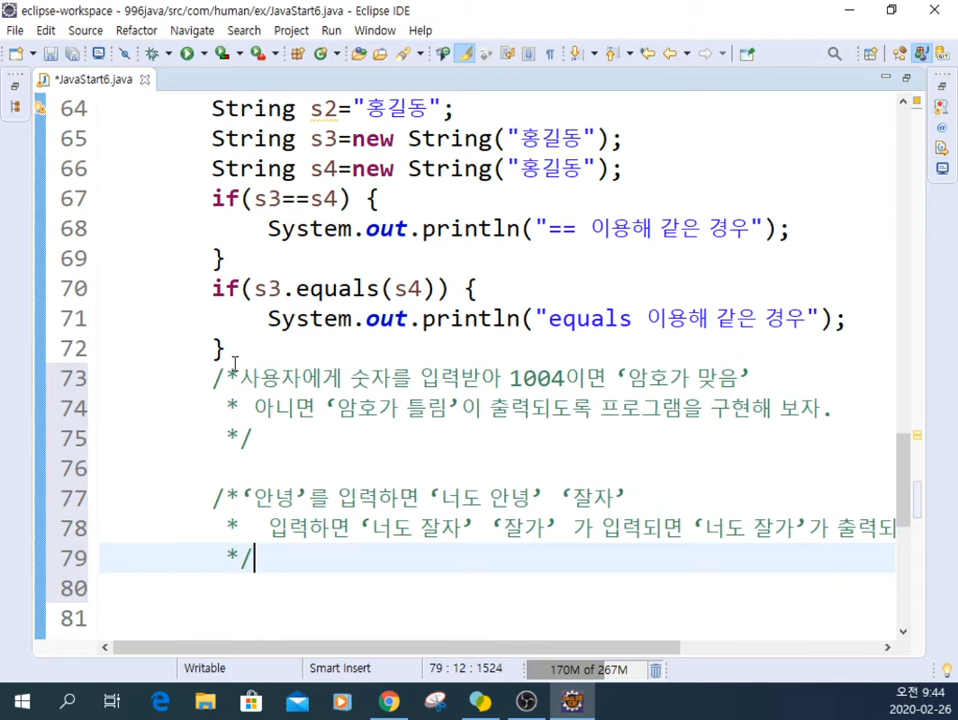 eclipse-workspace - 996java/src/com/human/ex/JavaStart6.java - Eclipse IDE
File Edit Source Refactor Navigate Search Project Run Window Help
*JavaStart6.java
64 String s2="홍길동";
65 String s3=new String("홍길동");
66 String s4=new String("홍길동");
67 if(s3==s4) {
68 System.out.println("== 이용해 같은 경우");
69 }
70 if(s3.equals(s4)) {
71 System.out.println("equals 이용해 같은 경우");
72 }
73 /*사용자에게 숫자를 입력받아 1004이면 ‘암호가 맞음’
74 * 아니면 ‘암호가 틀림’이 출력되도록 프로그램을 구현해 보자.
75 */
76
77 /*‘안녕’를 입력하면 ‘너도 안녕’ ‘잘자’
78 * 입력하면 ‘너도 잘자’ ‘잘가’ 가 입력되면 ‘너도 잘가’가 출력되
79 */
80
81
Writable Smart Insert 79 : 12 : 1524 170M of 267M
오전 9:44
2020-02-26